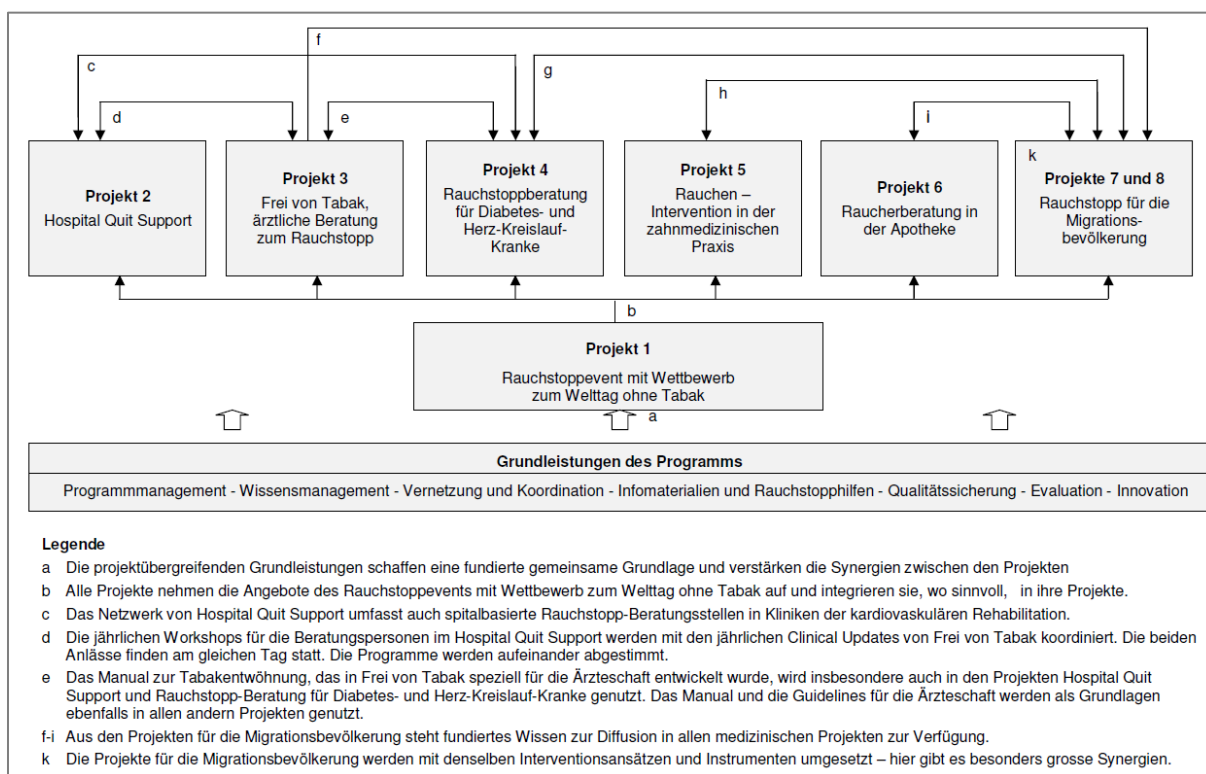 f
c
g
h
d
e
i
k
Projekt 2
Hospital Quit Support
Projekt 3
Frei von Tabak,
ärztliche Beratung
zum Rauchstopp
Projekt 4
Rauchstoppberatung
für Diabetes- und
Herz-Kreislauf-
Kranke
Projekt 5
Rauchen –
Intervention in der
zahnmedizinischen
Praxis
Projekt 6
Raucherberatung in
der Apotheke
Projekte 7 und 8
Rauchstopp für die
Migrations-
bevölkerung
b
Projekt 1
Rauchstoppevent mit Wettbewerb
zum Welttag ohne Tabak
a
Grundleistungen des Programms
Programmmanagement - Wissensmanagement - Vernetzung und Koordination - Infomaterialien und Rauchstopphilfen - Qualitätssicherung - Evaluation - Innovation
Legende
a Die projektübergreifenden Grundleistungen schaffen eine fundierte gemeinsame Grundlage und verstärken die Synergien zwischen den Projekten
b Alle Projekte nehmen die Angebote des Rauchstoppevents mit Wettbewerb zum Welttag ohne Tabak auf und integrieren sie, wo sinnvoll, in ihre Projekte.
c Das Netzwerk von Hospital Quit Support umfasst auch spitalbasierte Rauchstopp-Beratungsstellen in Kliniken der kardiovaskulären Rehabilitation.
d Die jährlichen Workshops für die Beratungspersonen im Hospital Quit Support werden mit den jährlichen Clinical Updates von Frei von Tabak koordiniert. Die beiden
Anlässe finden am gleichen Tag statt. Die Programme werden aufeinander abgestimmt.
e Das Manual zur Tabakentwöhnung, das in Frei von Tabak speziell für die Ärzteschaft entwickelt wurde, wird insbesondere auch in den Projekten Hospital Quit
Support und Rauchstopp-Beratung für Diabetes- und Herz-Kreislauf-Kranke genutzt. Das Manual und die Guidelines für die Ärzteschaft werden als Grundlagen
ebenfalls in allen andern Projekten genutzt.
f-i Aus den Projekten für die Migrationsbevölkerung steht fundiertes Wissen zur Diffusion in allen medizinischen Projekten zur Verfügung.
k Die Projekte für die Migrationsbevölkerung werden mit denselben Interventionsansätzen und Instrumenten umgesetzt – hier gibt es besonders grosse Synergien.